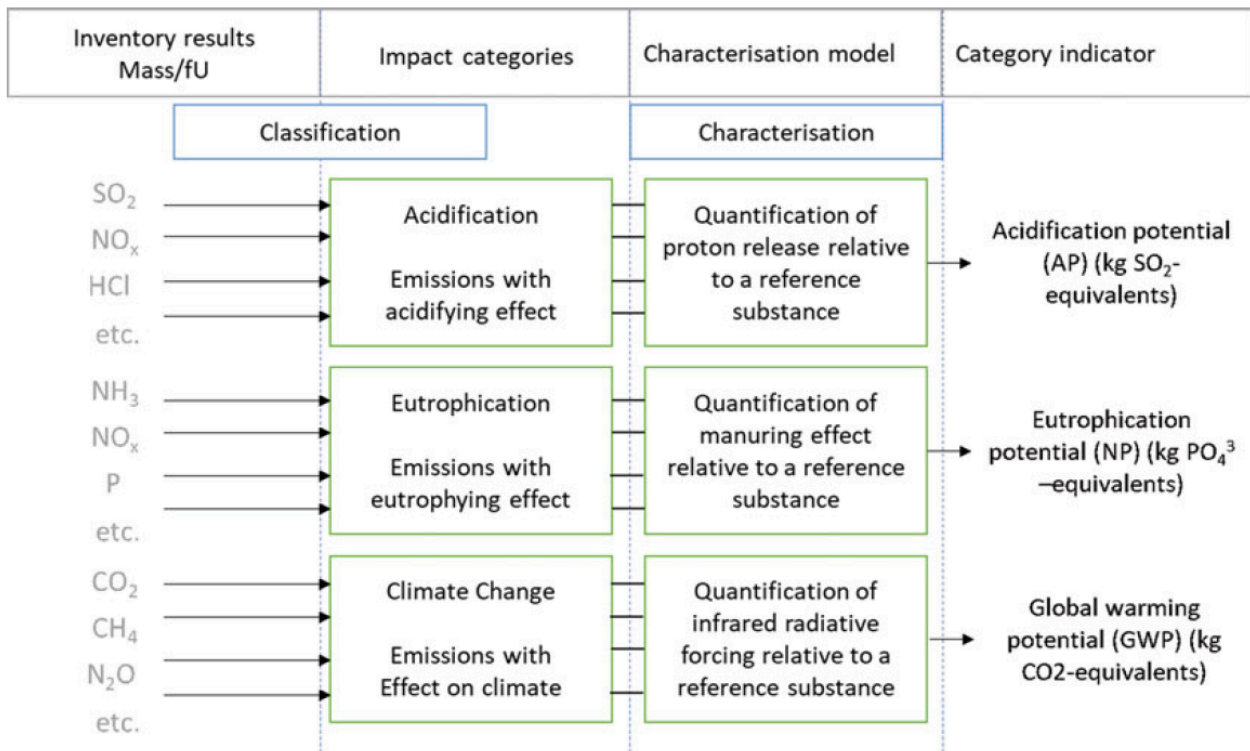 Inventory results
Mass/fU
Impact categories
Characterisation model
Category indicator
Classification
Characterisation
SO₂
NOₓ
HCl
etc.
Acidification
Emissions with
acidifying effect
Quantification of
proton release relative
to a reference
substance
Acidification potential
(AP) (kg SO₂-
equivalents)
NH₃
NOₓ
P
etc.
Eutrophication
Emissions with
eutrophying effect
Quantification of
manuring effect
relative to a reference
substance
Eutrophication
potential (NP) (kg PO₄³
–equivalents)
CO₂
CH₄
N₂O
etc.
Climate Change
Emissions with
Effect on climate
Quantification of
infrared radiative
forcing relative to a
reference substance
Global warming
potential (GWP) (kg
CO2-equivalents)